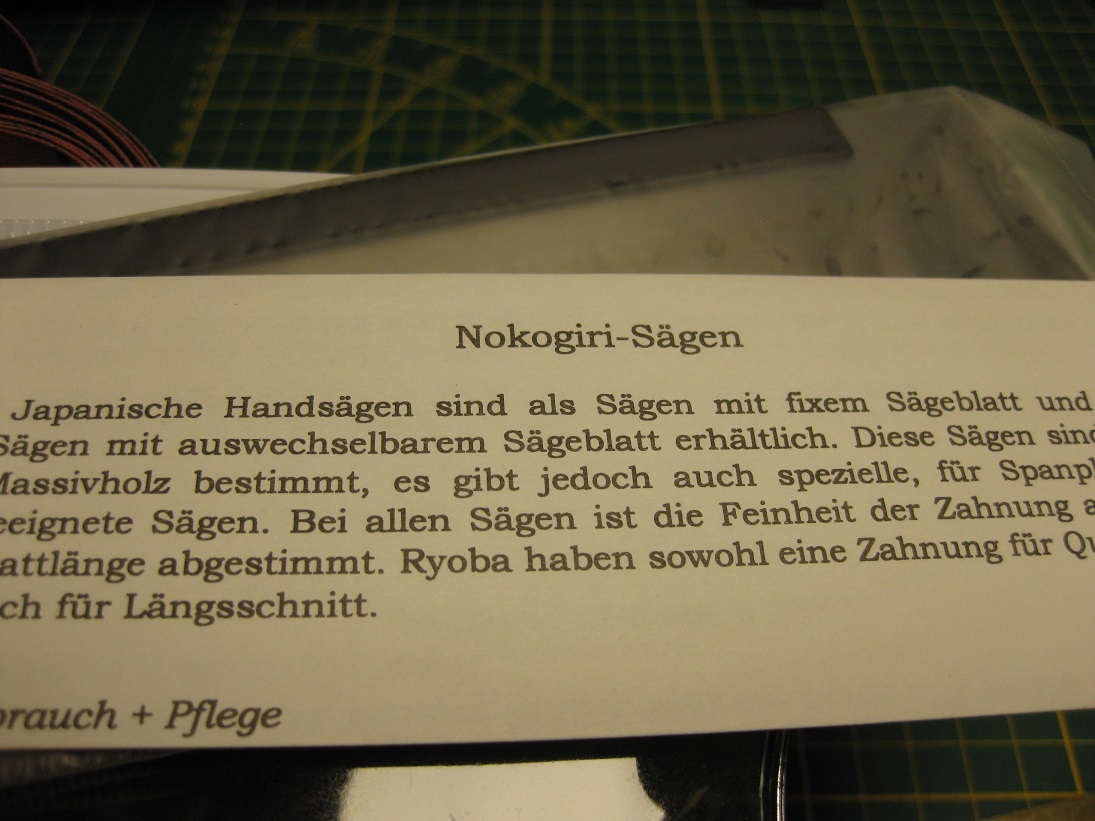 Nokogiri-Sägen
Japanische Handsägen sind als Sägen mit fixem Sägeblatt und
Sägen mit auswechselbarem Sägeblatt erhältlich. Diese Sägen sind
Massivholz bestimmt, es gibt jedoch auch spezielle, für Spanpl
eeignete Sägen. Bei allen Sägen ist die Feinheit der Zahnung a
attlänge abgestimmt. Ryoba haben sowohl eine Zahnung für Qu
ch für Längsschnitt.
brauch + Pflege